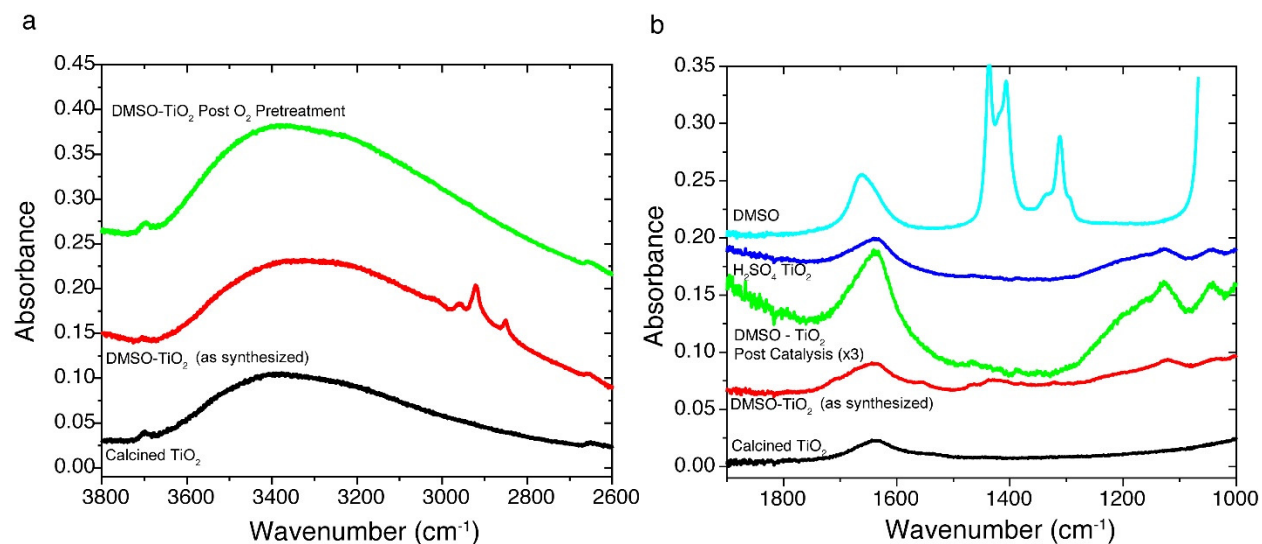 a
0.45
0.40
0.35
0.30
0.25
0.20
0.15
0.10
0.05
0.00
Absorbance
DMSO-TiO₂ Post O₂ Pretreatment
DMSO-TiO₂ (as synthesized)
Calcined TiO₂
3800 3600 3400 3200 3000 2800 2600
Wavenumber (cm⁻¹)
b
0.35
0.30
0.25
0.20
0.15
0.10
0.05
0.00
Absorbance
DMSO
H₂SO₄ TiO₂
DMSO - TiO₂
Post Catalysis (x3)
DMSO-TiO₂ (as synthesized)
Calcined TiO₂
1800 1600 1400 1200 1000
Wavenumber (cm⁻¹)